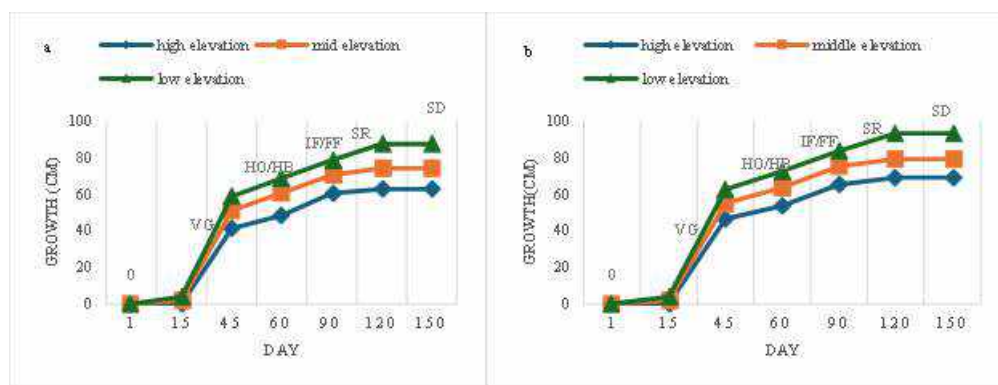 a
high elevation
mid elevation
low elevation
GROWTH (CM)
100
80
60
40
20
0
0
VG
HO/HB
IF/FF
SR
SD
1 15 45 60 90 120 150
DAY
b
high elevation
middle elevation
low elevation
GROWTH(CM)
100
80
60
40
20
0
0
VG
HO/HB
IF/FF
SR
SD
1 15 45 60 90 120 150
DAY